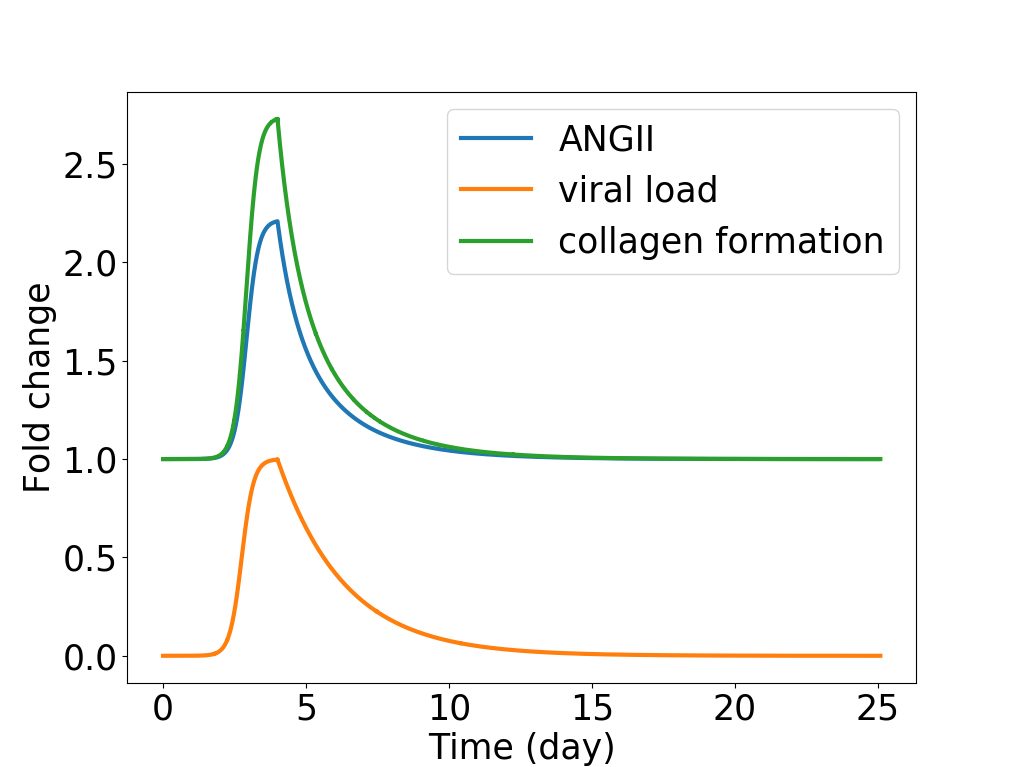 ANGII
viral load
collagen formation
Fold change
2.5
2.0
1.5
1.0
0.5
0.0
0 5 10 15 20 25
Time (day)